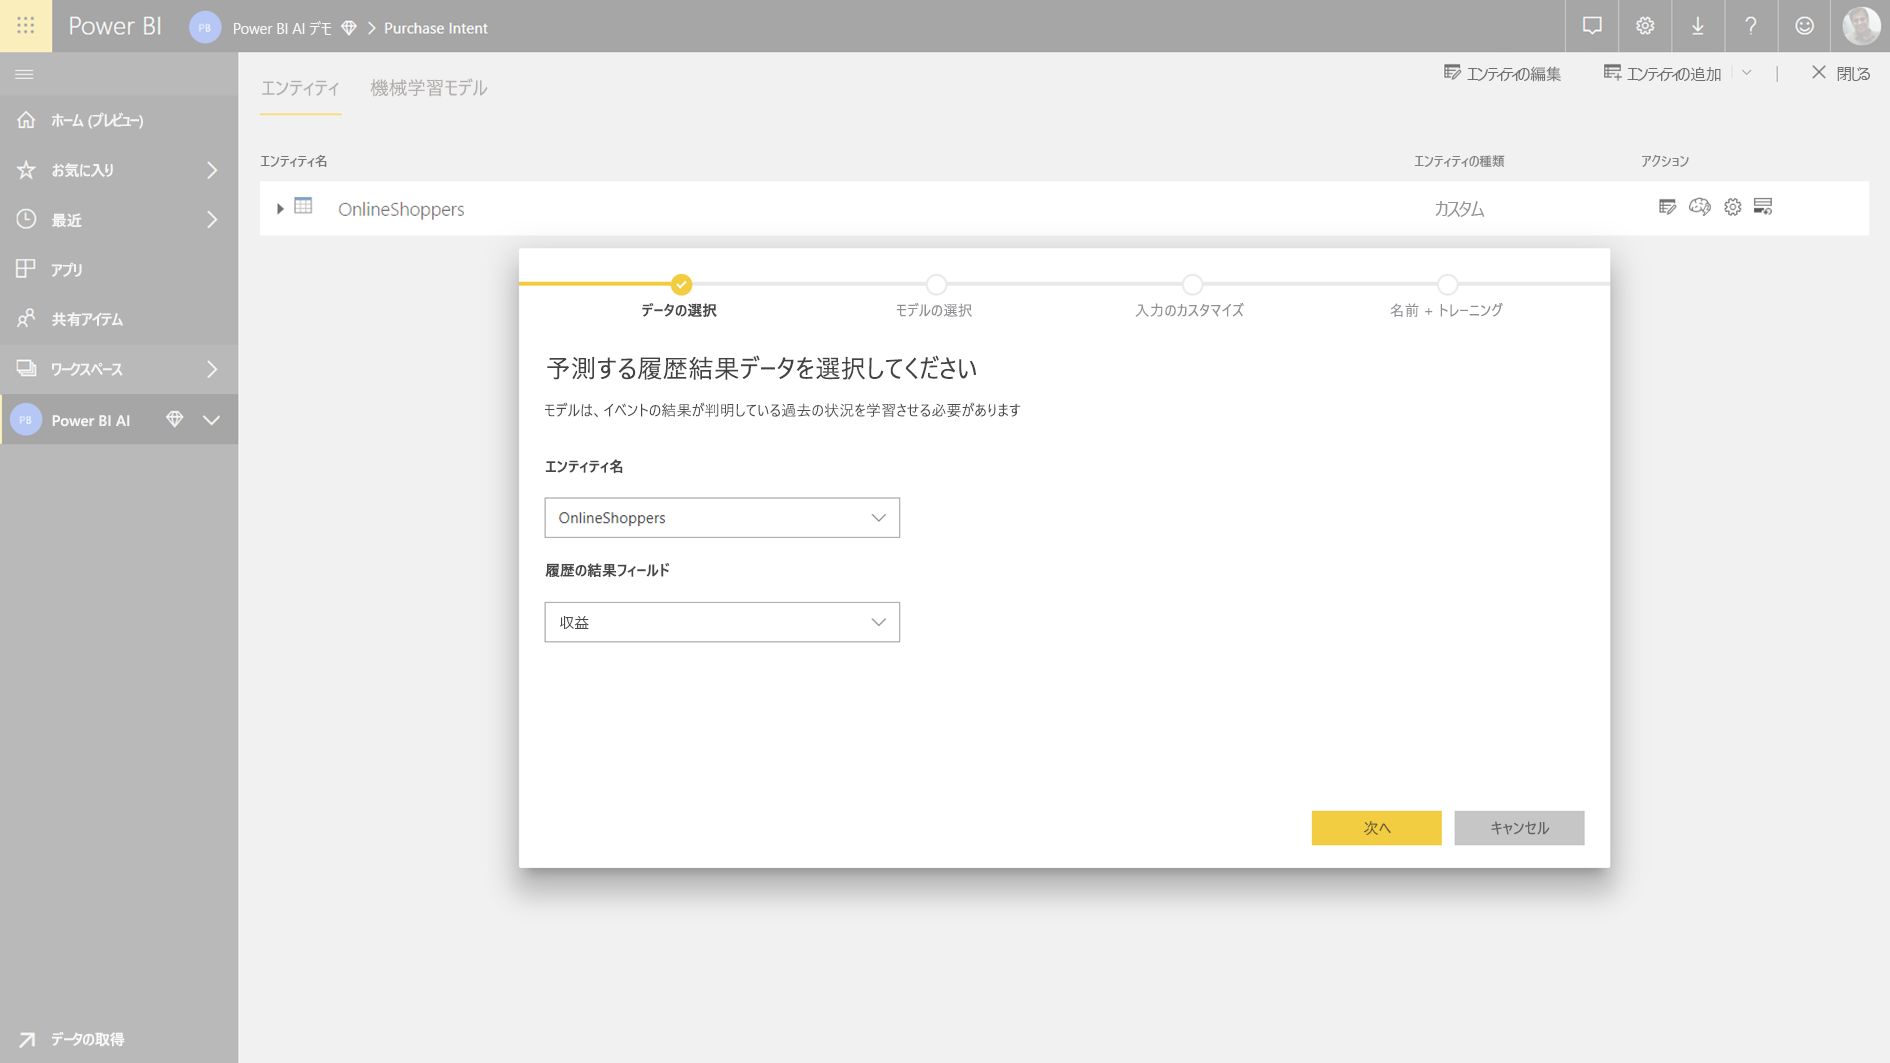 Power BI
PB
Power BI AI デモ
Purchase Intent
ホーム (プレビュー)
お気に入り
最近
アプリ
共有アイテム
ワークスペース
PB
Power BI AI
データの取得
エンティティ
機械学習モデル
エンティティの編集
エンティティの追加
閉じる
エンティティ名
エンティティの種類
アクション
OnlineShoppers
カスタム
データの選択
モデルの選択
入力のカスタマイズ
名前 + トレーニング
予測する履歴結果データを選択してください
モデルは、イベントの結果が判明している過去の状況を学習させる必要があります
エンティティ名
OnlineShoppers
履歴の結果フィールド
収益
次へ
キャンセル